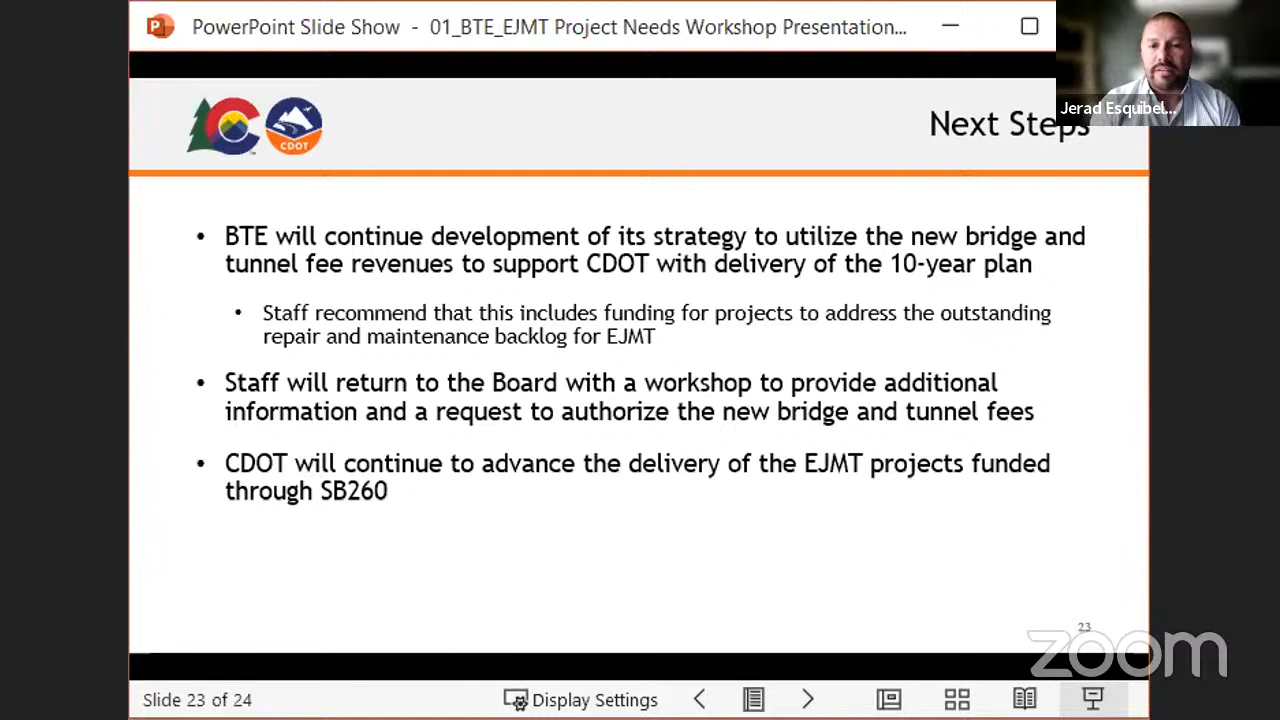 PowerPoint Slide Show - 01_BTE_EJMT Project Needs Workshop Presentation...
Jerad Esquibel...
CDOT
Next Steps
• BTE will continue development of its strategy to utilize the new bridge and
tunnel fee revenues to support CDOT with delivery of the 10-year plan
• Staff recommend that this includes funding for projects to address the outstanding
repair and maintenance backlog for EJMT
• Staff will return to the Board with a workshop to provide additional
information and a request to authorize the new bridge and tunnel fees
• CDOT will continue to advance the delivery of the EJMT projects funded
through SB260
23
zoom
Slide 23 of 24
Display Settings